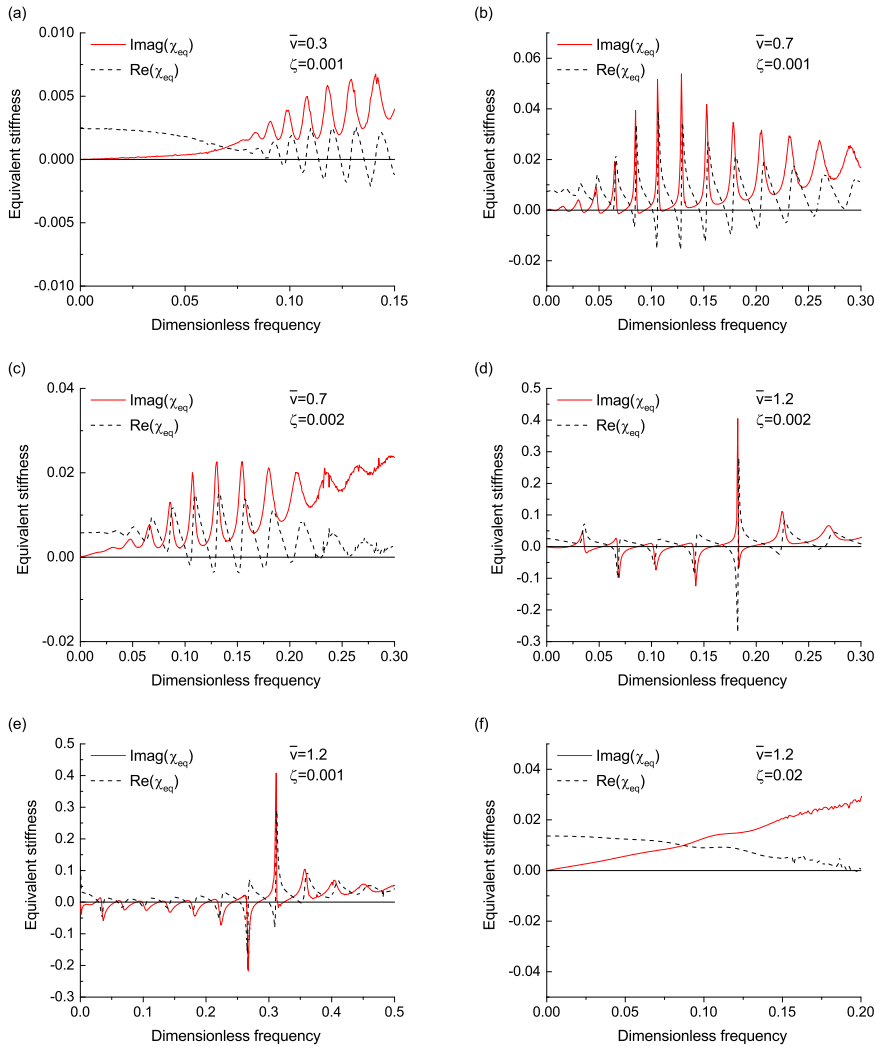 (a)
0.010
0.005
0.000
-0.005
-0.010
Equivalent stiffness
Imag(χeq)
Re(χeq)
v̅=0.3
ζ=0.001
0.00 0.05 0.10 0.15
Dimensionless frequency
(b)
0.06
0.04
0.02
0.00
-0.02
Equivalent stiffness
Imag(χeq)
Re(χeq)
v̅=0.7
ζ=0.001
0.00 0.05 0.10 0.15 0.20 0.25 0.30
Dimensionless frequency
(c)
0.04
0.02
0.00
-0.02
Equivalent stiffness
Imag(χeq)
Re(χeq)
v̅=0.7
ζ=0.002
0.00 0.05 0.10 0.15 0.20 0.25 0.30
Dimensionless frequency
(d)
0.5
0.4
0.3
0.2
0.1
0.0
-0.1
-0.2
-0.3
Equivalent stiffness
Imag(χeq)
Re(χeq)
v̅=1.2
ζ=0.002
0.00 0.05 0.10 0.15 0.20 0.25 0.30
Dimensionless frequency
(e)
0.5
0.4
0.3
0.2
0.1
0.0
-0.1
-0.2
-0.3
Equivalent stiffness
Imag(χeq)
Re(χeq)
v̅=1.2
ζ=0.001
0.0 0.1 0.2 0.3 0.4 0.5
Dimensionless frequency
(f)
0.04
0.02
0.00
-0.02
-0.04
Equivalent stiffness
Imag(χeq)
Re(χeq)
v̅=1.2
ζ=0.02
0.00 0.05 0.10 0.15 0.20
Dimensionless frequency